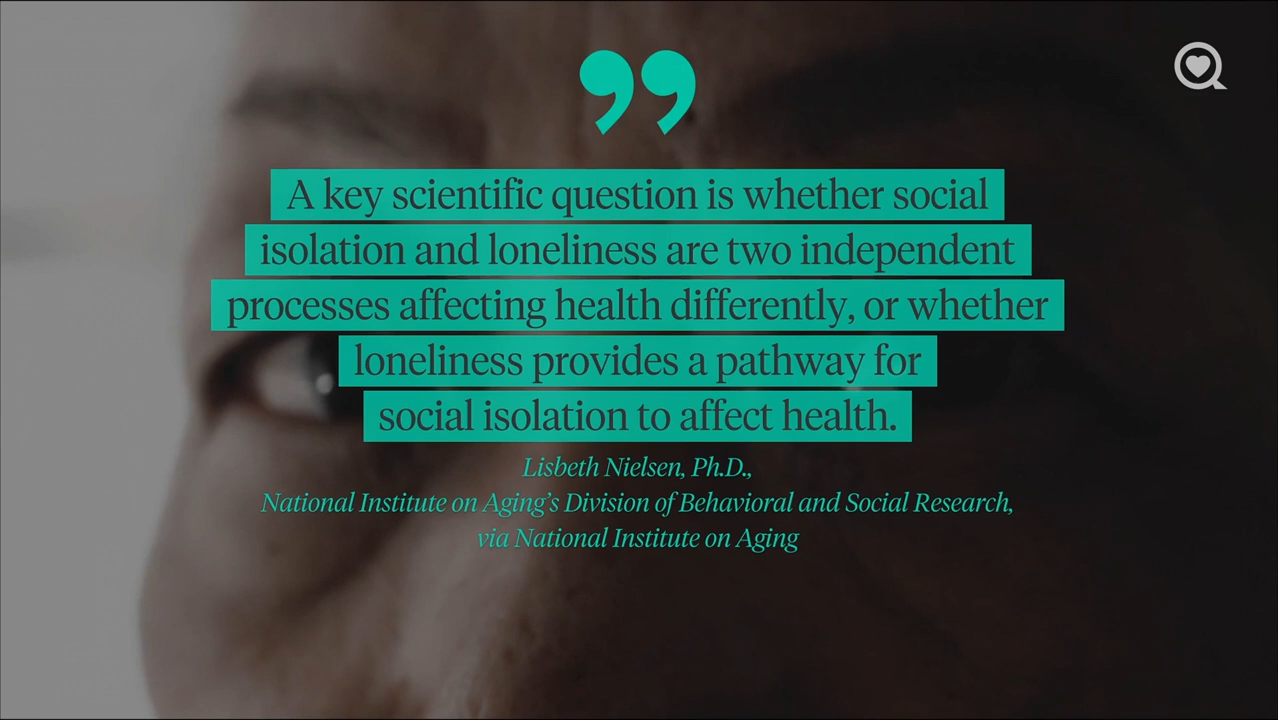 ”
A key scientific question is whether social
isolation and loneliness are two independent
processes affecting health differently, or whether
loneliness provides a pathway for
social isolation to affect health.
Lisbeth Nielsen, Ph.D.,
National Institute on Aging’s Division of Behavioral and Social Research,
via National Institute on Aging